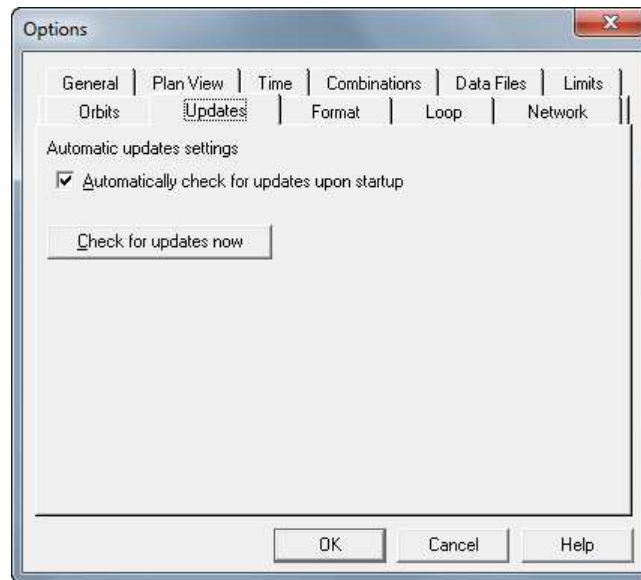 Options
General Plan View Time Combinations Data Files Limits
Orbits Updates Format Loop Network
Automatic updates settings
Automatically check for updates upon startup
Check for updates now
OK Cancel Help